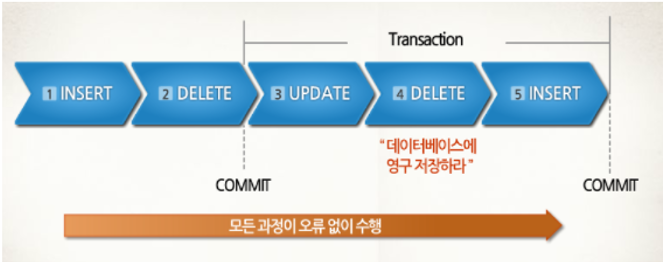 Transaction
1 INSERT
2 DELETE
3 UPDATE
4 DELETE
5 INSERT
“ 데이터베이스에
영구 저장하라 ”
COMMIT
COMMIT
모든 과정이 오류 없이 수행